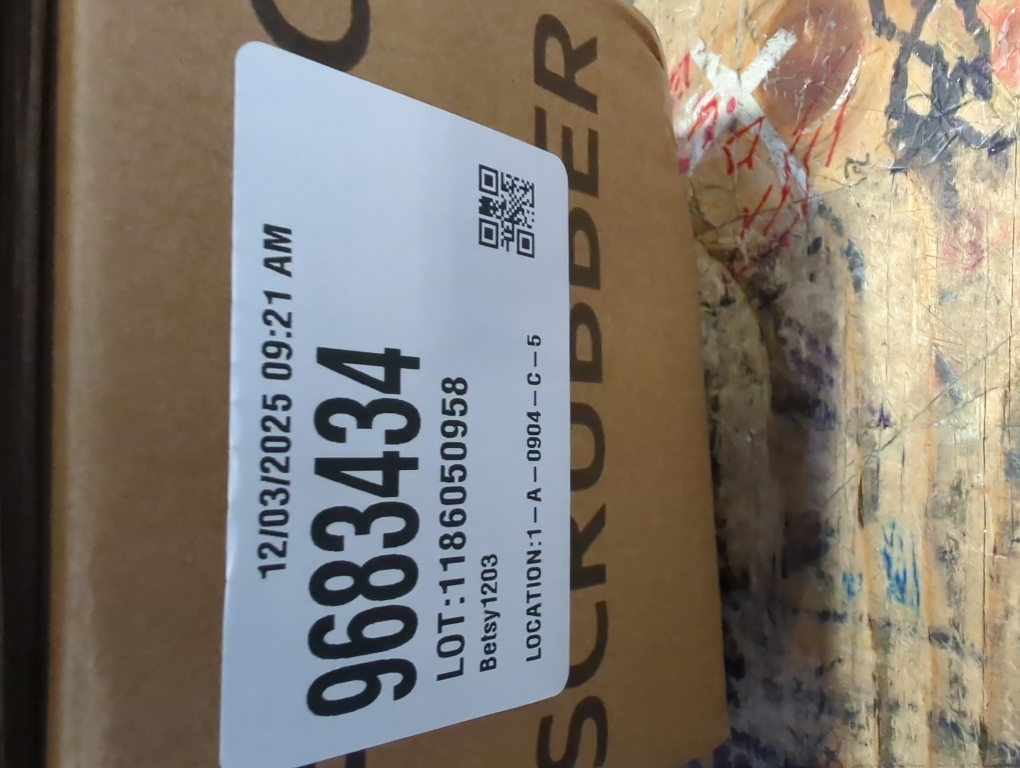 12/03/2025 09:21 AM
9683434
LOT:1186050958
Betsy1203
LOCATION:1-A-0904-C-5
SCRUBBER